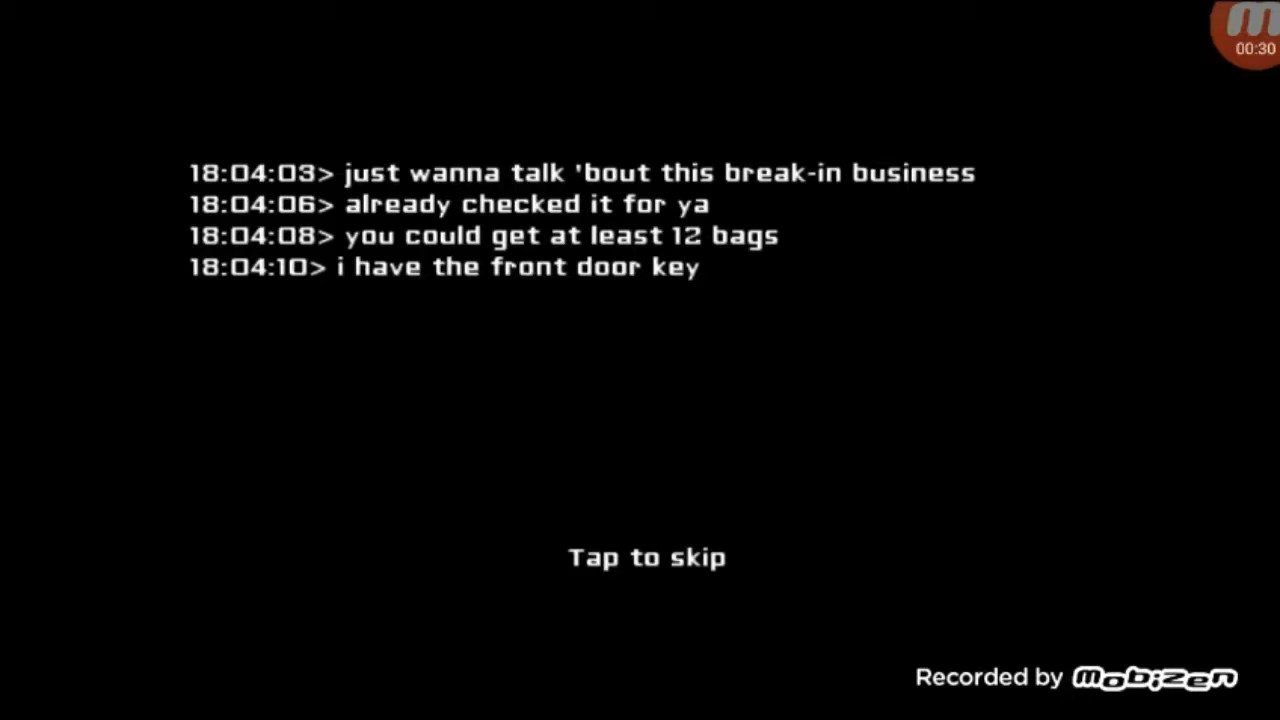 00:30
18:04:03> just wanna talk 'bout this break-in business
18:04:06> already checked it for ya
18:04:08> you could get at least 12 bags
18:04:10> i have the front door key
Tap to skip
Recorded by mobizen